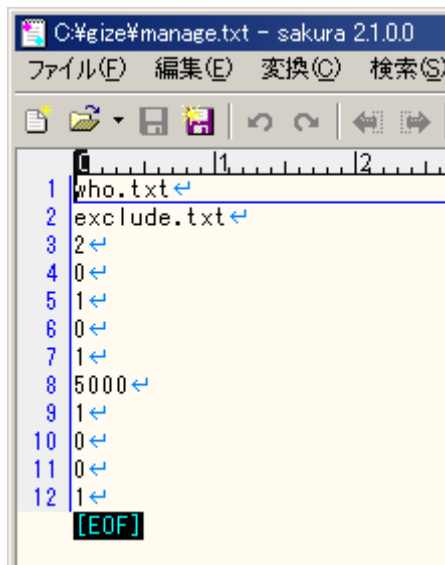 C:¥gize¥manage.txt - sakura 2.1.0.0
ファイル(F) 編集(E) 変換(C) 検索(S)
0 1 2
1 who.txt↵
2 exclude.txt↵
3 2↵
4 0↵
5 1↵
6 0↵
7 1↵
8 5000↵
9 1↵
10 0↵
11 0↵
12 1↵
[EOF]